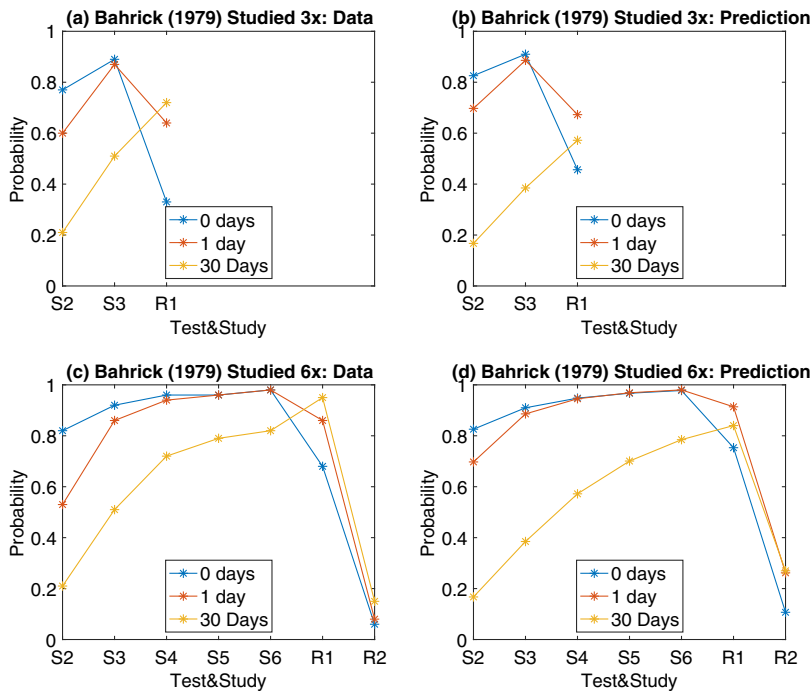 (a) Bahrick (1979) Studied 3x: Data
1
0.8
0.6
0.4
0.2
0
Probability
0 days
1 day
30 Days
S2 S3 R1
Test&Study
(b) Bahrick (1979) Studied 3x: Prediction
1
0.8
0.6
0.4
0.2
0
Probability
0 days
1 day
30 Days
S2 S3 R1
Test&Study
(c) Bahrick (1979) Studied 6x: Data
1
0.8
0.6
0.4
0.2
0
Probability
0 days
1 day
30 Days
S2 S3 S4 S5 S6 R1 R2
Test&Study
(d) Bahrick (1979) Studied 6x: Prediction
1
0.8
0.6
0.4
0.2
0
Probability
0 days
1 day
30 Days
S2 S3 S4 S5 S6 R1 R2
Test&Study